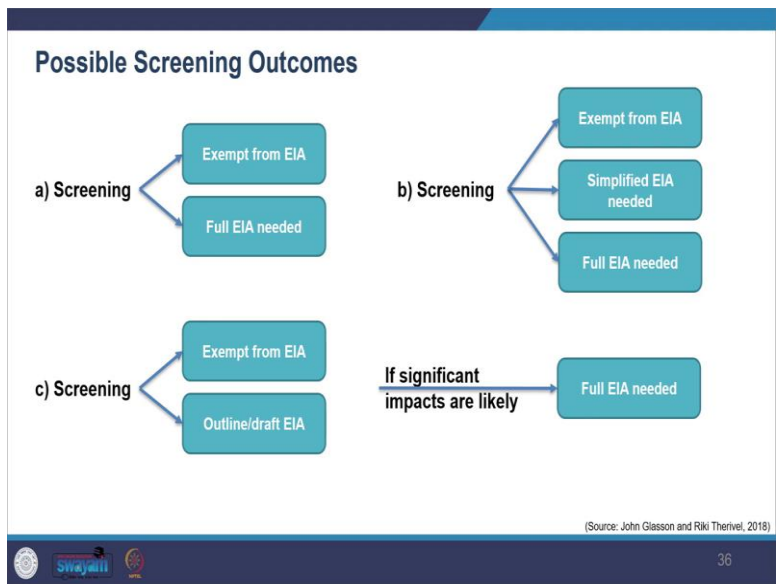 Possible Screening Outcomes
a) Screening
Exempt from EIA
Full EIA needed
b) Screening
Exempt from EIA
Simplified EIA
needed
Full EIA needed
c) Screening
Exempt from EIA
Outline/draft EIA
If significant
impacts are likely
Full EIA needed
(Source: John Glasson and Riki Therivel, 2018)
swayam
NPTEL
36